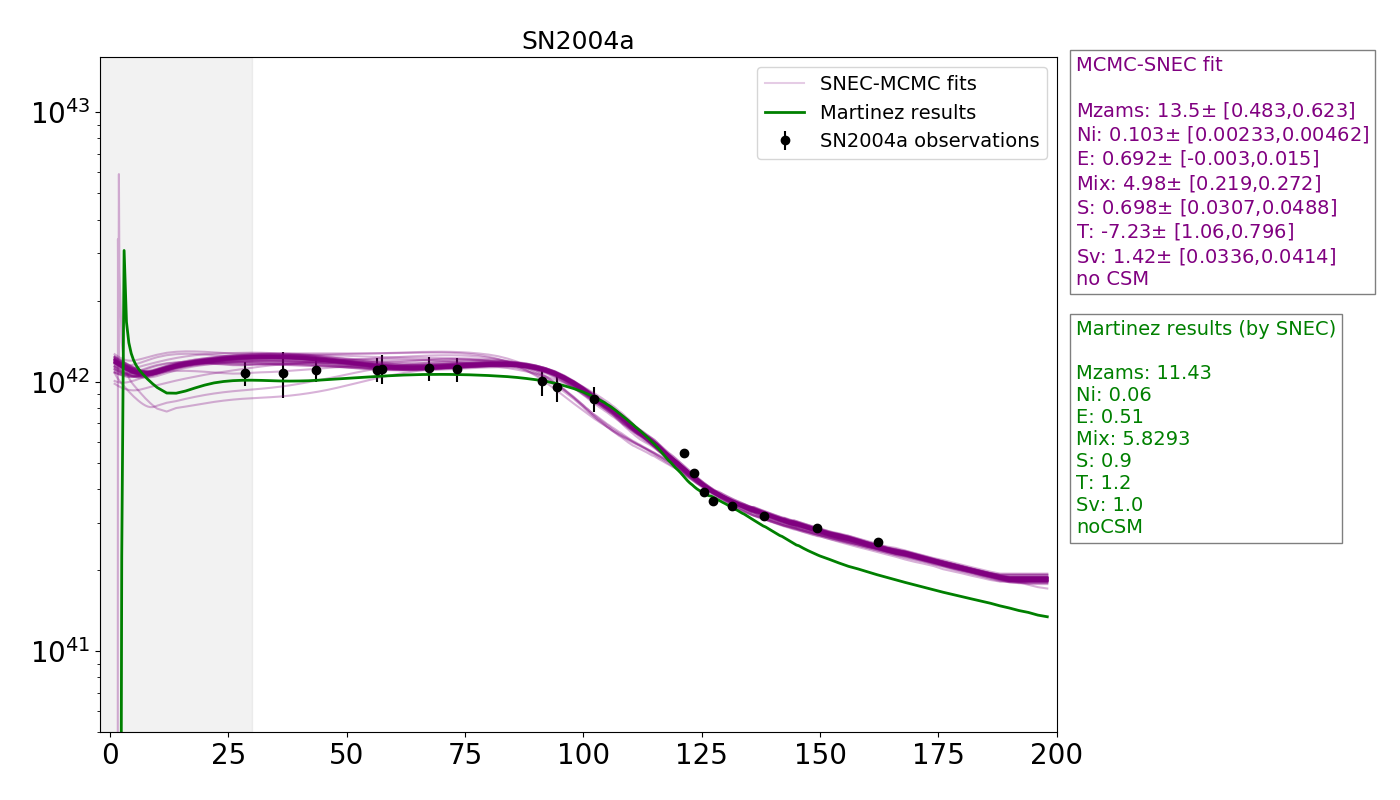 SN2004a
10^43
10^42
10^41
0 25 50 75 100 125 150 175 200
SNEC-MCMC fits
Martinez results
SN2004a observations
MCMC-SNEC fit
Mzams: 13.5± [0.483,0.623]
Ni: 0.103± [0.00233,0.00462]
E: 0.692± [-0.003,0.015]
Mix: 4.98± [0.219,0.272]
S: 0.698± [0.0307,0.0488]
T: -7.23± [1.06,0.796]
Sv: 1.42± [0.0336,0.0414]
no CSM
Martinez results (by SNEC)
Mzams: 11.43
Ni: 0.06
E: 0.51
Mix: 5.8293
S: 0.9
T: 1.2
Sv: 1.0
noCSM